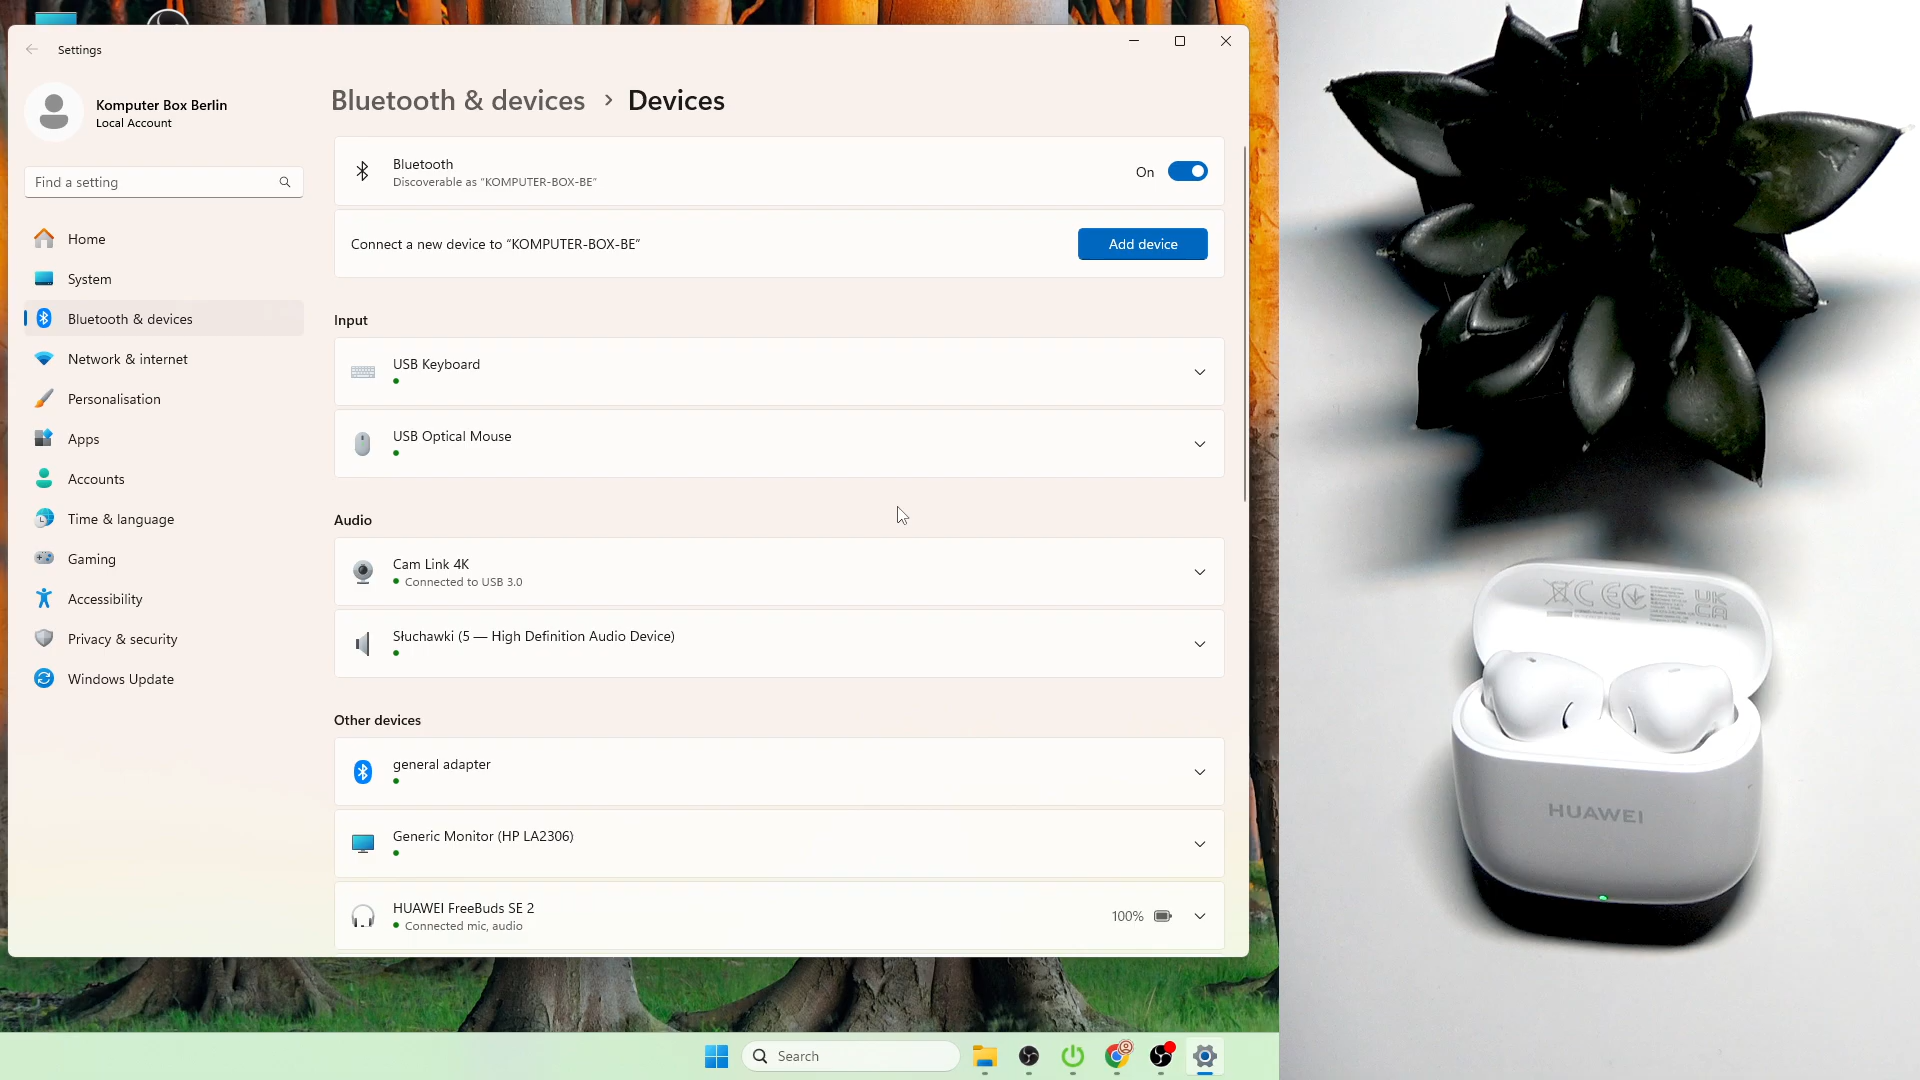 Settings
Komputer Box Berlin
Local Account
Find a setting
Home
System
Bluetooth & devices
Network & internet
Personalisation
Apps
Accounts
Time & language
Gaming
Accessibility
Privacy & security
Windows Update
Bluetooth & devices › Devices
Bluetooth
Discoverable as “KOMPUTER-BOX-BE”
On
Connect a new device to “KOMPUTER-BOX-BE”
Add device
Input
USB Keyboard
USB Optical Mouse
Audio
Cam Link 4K
Connected to USB 3.0
Słuchawki (5 — High Definition Audio Device)
Other devices
general adapter
Generic Monitor (HP LA2306)
HUAWEI FreeBuds SE 2
Connected mic, audio
100%
Search
CE
UK
CA
HUAWEI